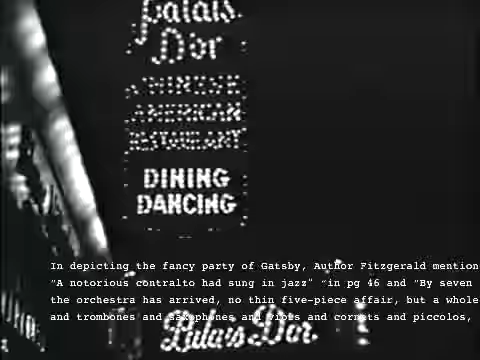 Palais
D'or
CHINESE
AMERICAN
RESTAURANT
DINING
DANCING
In depicting the fancy party of Gatsby, Author Fitzgerald mention
"A notorious contralto had sung in jazz" "in pg 46 and "By seven
the orchestra has arrived, no thin five-piece affair, but a whole
and trombones and saxophones and viols and cornets and piccolos,
Palais D'or.